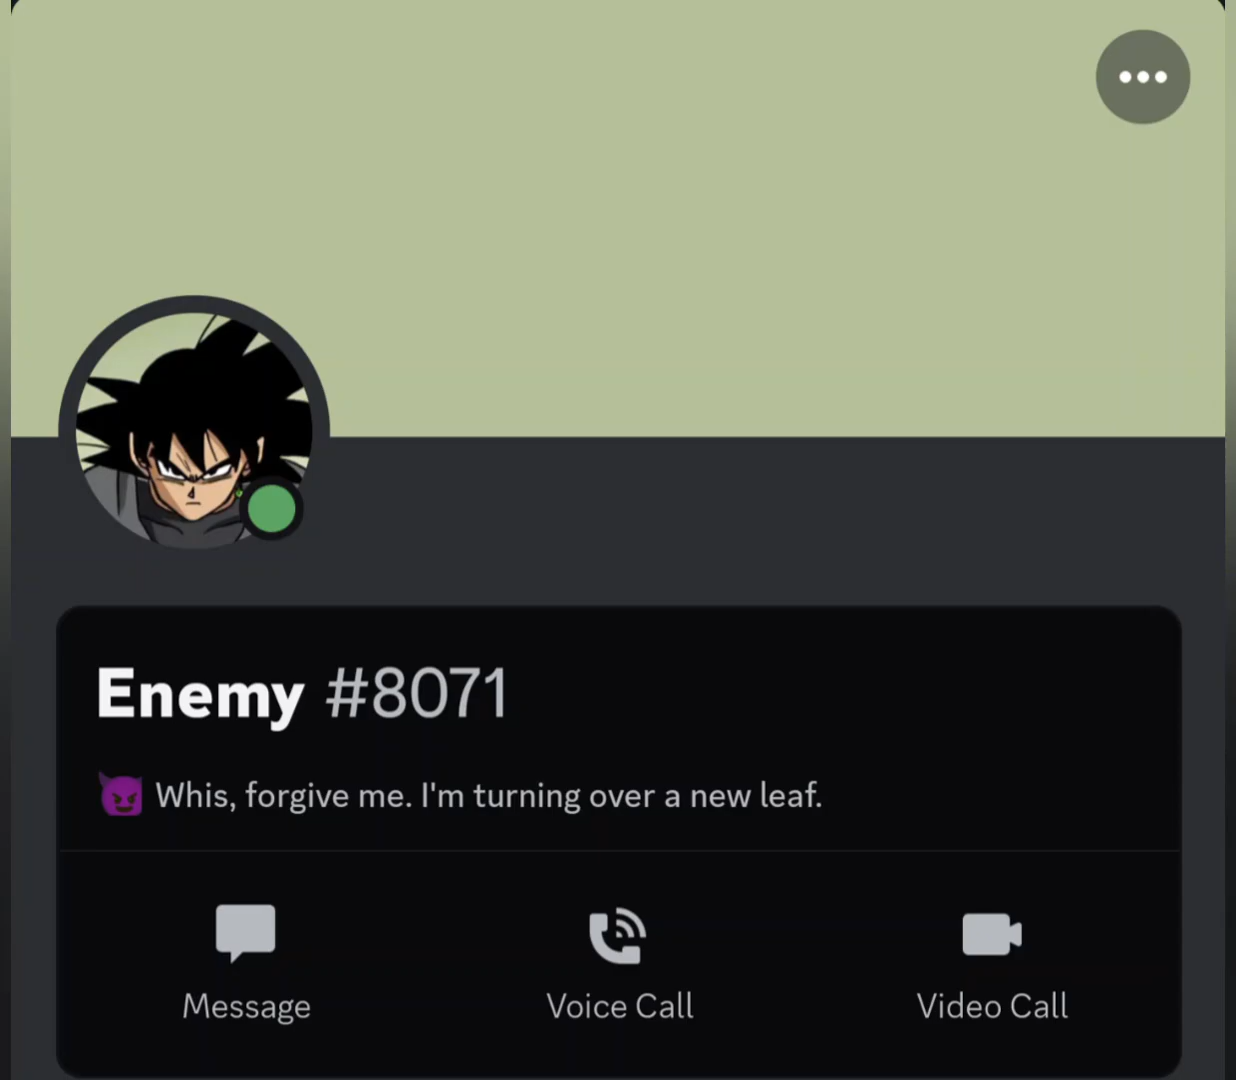 Enemy #8071
😈 Whis, forgive me. I'm turning over a new leaf.
Message
Voice Call
Video Call